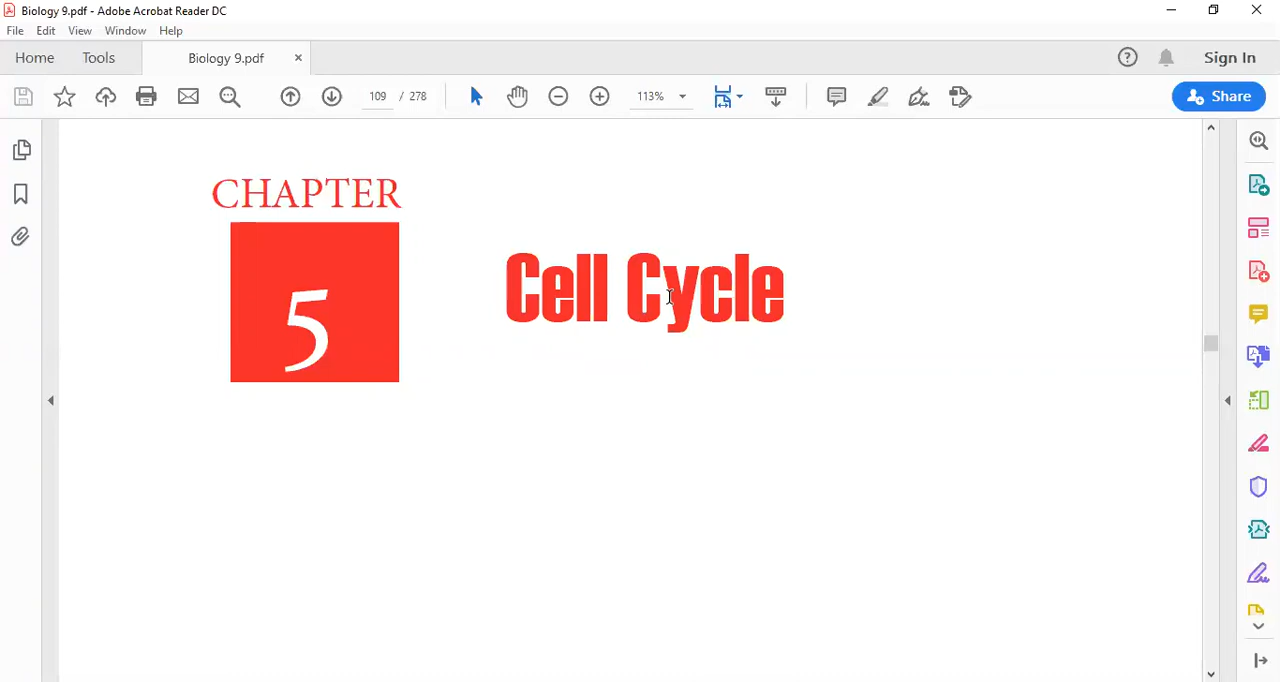 Biology 9.pdf - Adobe Acrobat Reader DC
File Edit View Window Help
Home Tools Biology 9.pdf × Sign In
109 / 278 113% Share
CHAPTER
5
Cell Cycle